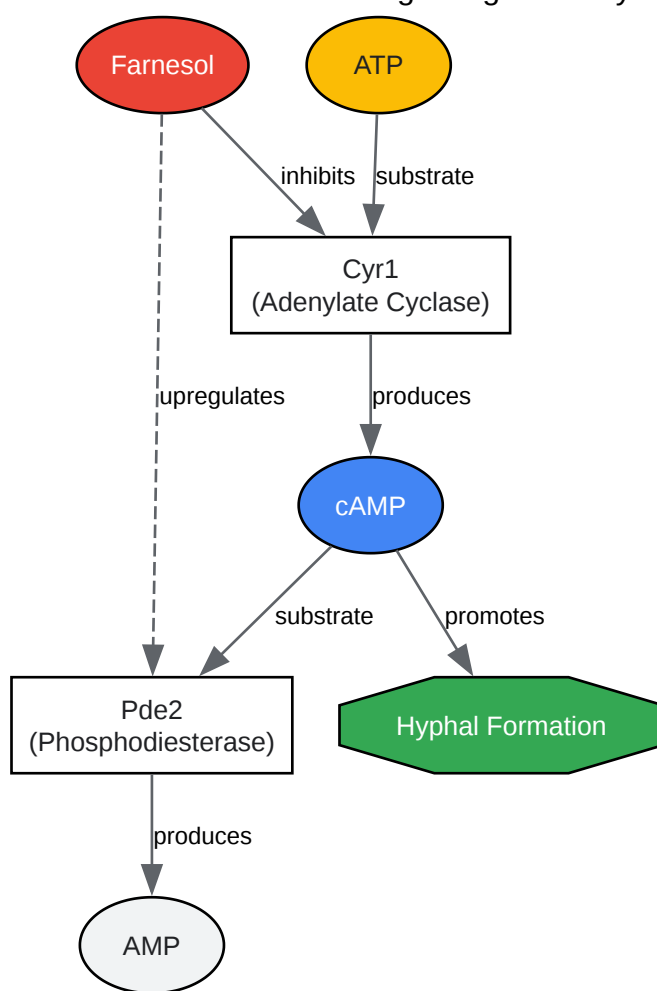 Farnesol
ATP
inhibits
substrate
Cyr1
(Adenylate Cyclase)
upregulates
produces
cAMP
substrate
promotes
Pde2
(Phosphodiesterase)
Hyphal Formation
produces
AMP